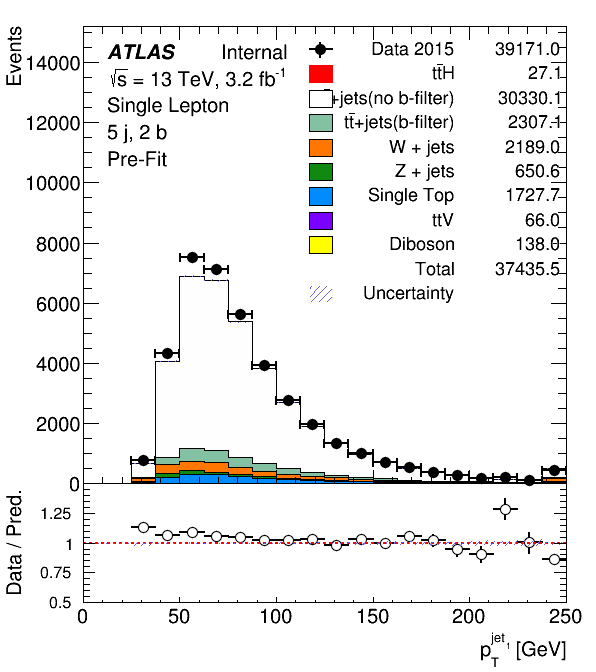 Events
14000
12000
10000
8000
6000
4000
2000
0
ATLAS Internal
√s = 13 TeV, 3.2 fb⁻¹
Single Lepton
5 j, 2 b
Pre-Fit
Data 2015 39171.0
tt̄H 27.1
+jets(no b-filter) 30330.1
tt̄+jets(b-filter) 2307.1
W + jets 2189.0
Z + jets 650.6
Single Top 1727.7
ttV 66.0
Diboson 138.0
Total 37435.5
Uncertainty
Data / Pred.
1.25
1
0.75
0.5
0 50 100 150 200 250
p_T^jet₁ [GeV]